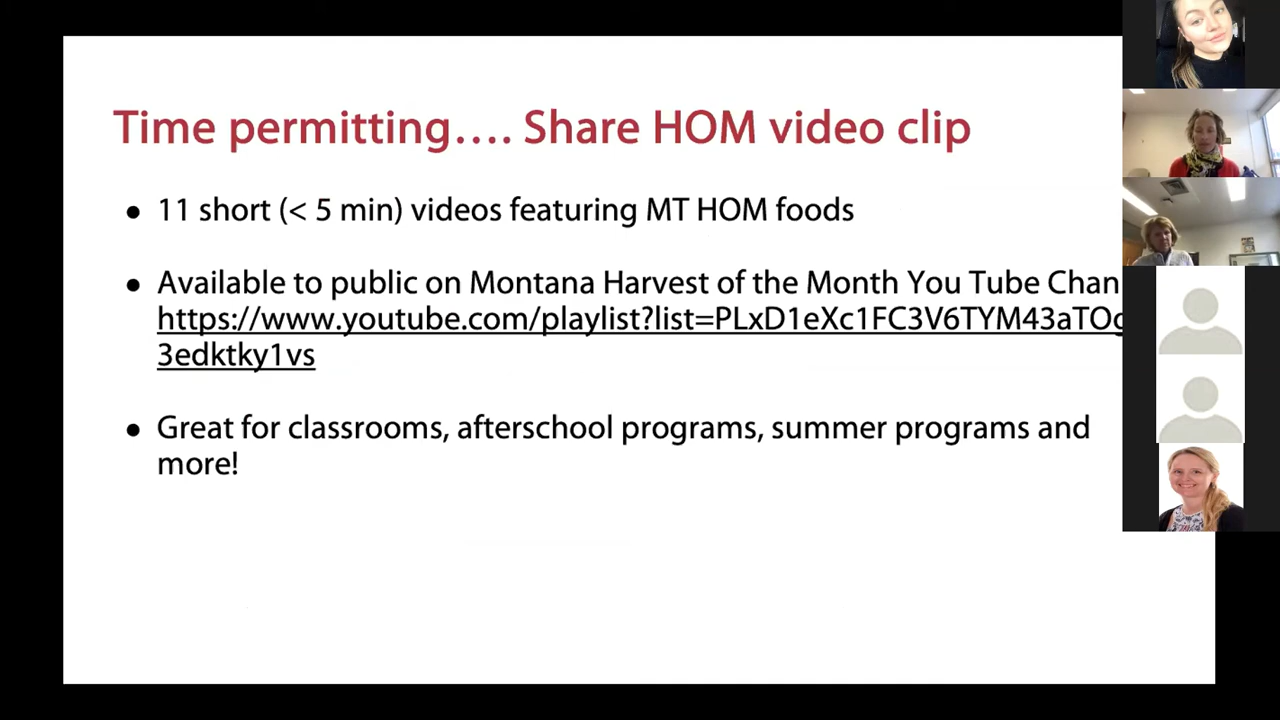 Time permitting…. Share HOM video clip
● 11 short (< 5 min) videos featuring MT HOM foods
● Available to public on Montana Harvest of the Month You Tube Chan
https://www.youtube.com/playlist?list=PLxD1eXc1FC3V6TYM43aTOg
3edktky1vs
● Great for classrooms, afterschool programs, summer programs and
more!